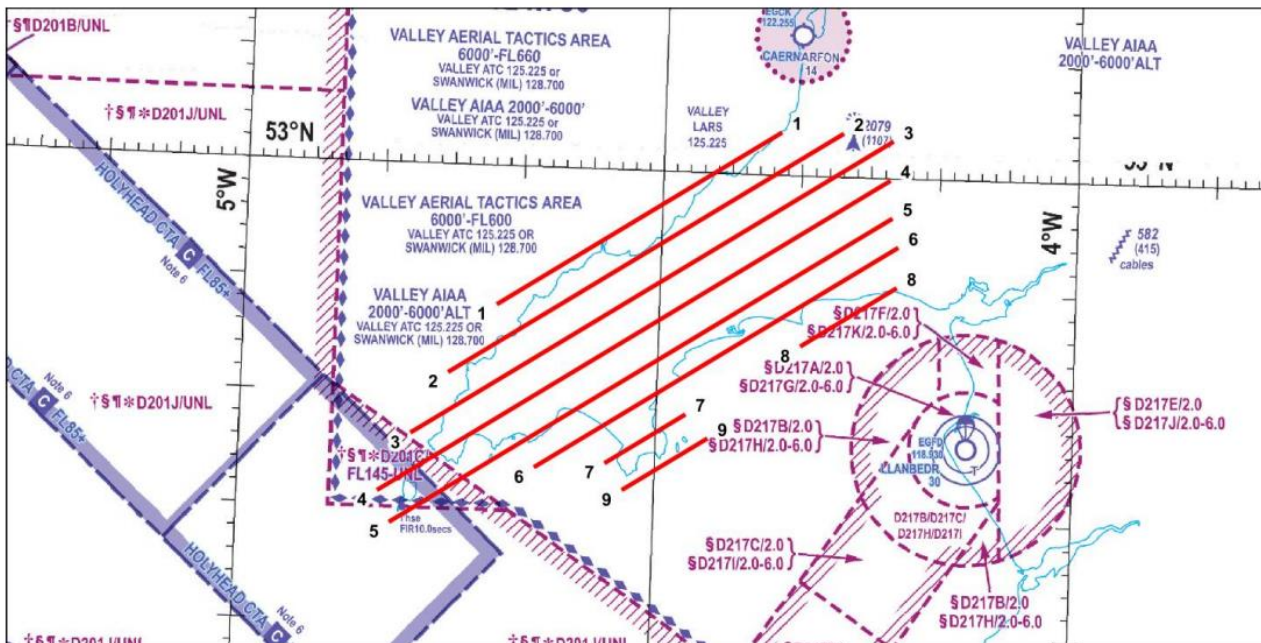 §¶D201B/UNL
†§¶*D201J/UNL
VALLEY AERIAL TACTICS AREA
6000'-FL660
VALLEY ATC 125.225 or
SWANWICK (MIL) 128.700
VALLEY AIAA 2000'-6000'
VALLEY ATC 125.225 or
SWANWICK (MIL) 128.700
EGCK
122.255
CAERNARFON
14
VALLEY AIAA
2000'-6000'ALT
VALLEY
LARS
125.225
53°N
1
2
2079
(1107)
3
4
5
6
8
5°W
4°W
582
(415)
cables
HOLYHEAD CTA C FL85+
Note 6
VALLEY AERIAL TACTICS AREA
6000'-FL600
VALLEY ATC 125.225 OR
SWANWICK (MIL) 128.700
VALLEY AIAA
2000'-6000'ALT
VALLEY ATC 125.225 OR
SWANWICK (MIL) 128.700
1
2
3
4
5
6
7
7
8
9
9
§D217F/2.0
§D217K/2.0-6.0
§D217A/2.0
§D217G/2.0-6.0
§D217B/2.0
§D217H/2.0-6.0
§D217E/2.0
§D217J/2.0-6.0
EGFD
118.930
LLANBEDR
30
T
CTA C FL85+
Note 6
†§¶*D201J/UNL
FL145-UNL
FIR10.0secs
D217B/D217C/
D217H/D217I
§D217C/2.0
§D217I/2.0-6.0
§D217B/2.0
§D217H/2.0-6.0
HOLYHEAD CTA C
Note 6